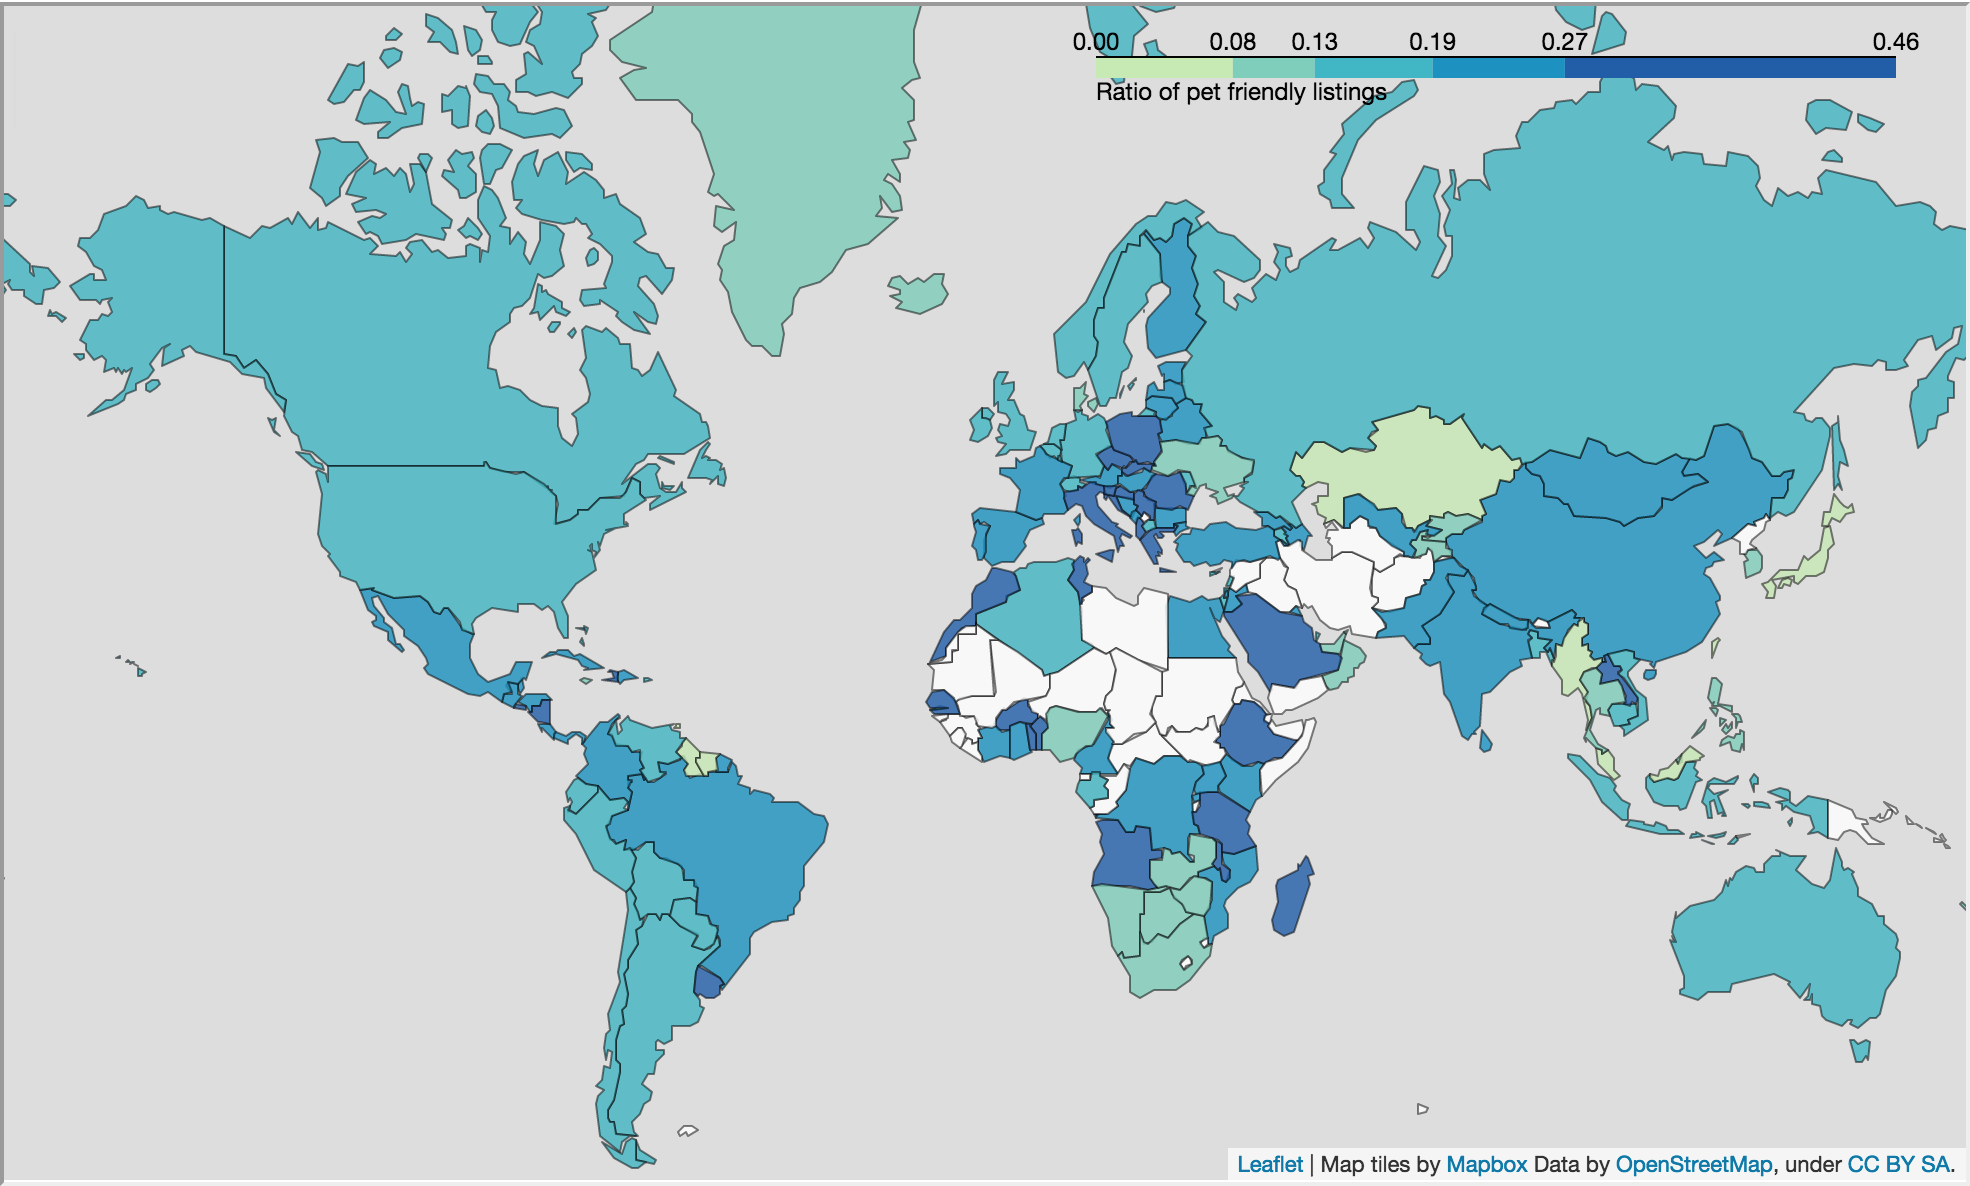 0.00 0.08 0.13 0.19 0.27 0.46
Ratio of pet friendly listings
Leaflet | Map tiles by Mapbox Data by OpenStreetMap, under CC BY SA.